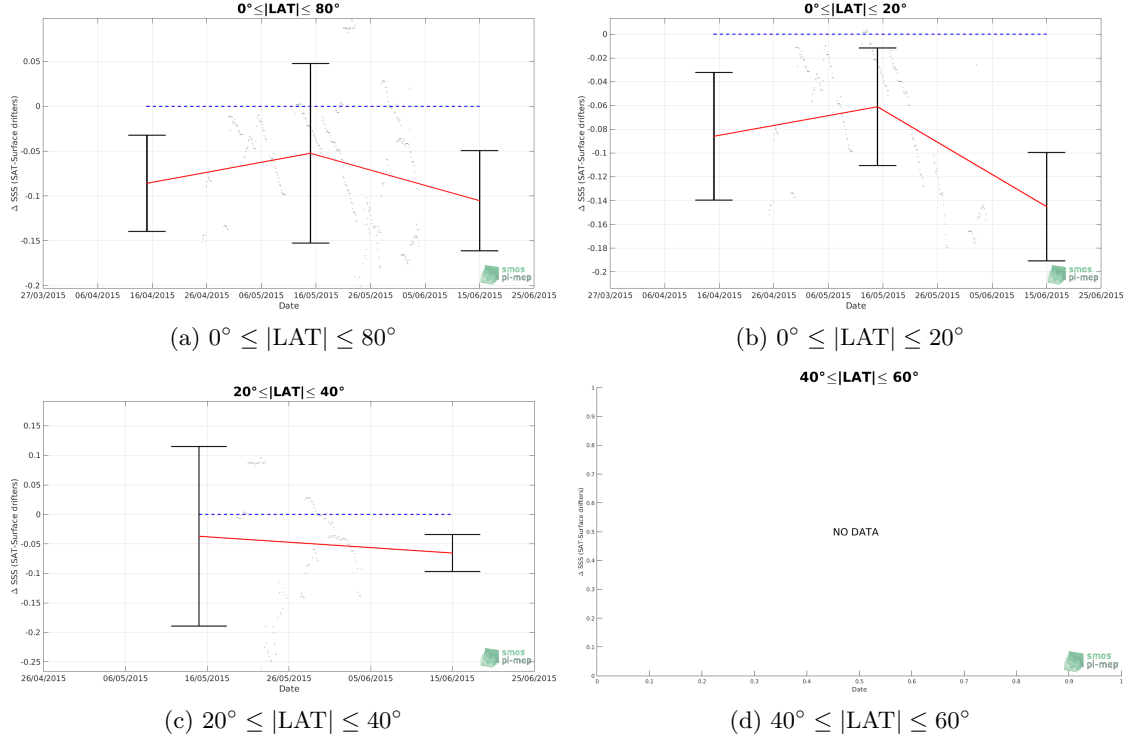 0°≤|LAT|≤ 80°
Δ SSS (SAT-Surface drifters)
0.05
0
-0.05
-0.1
-0.15
-0.2
27/03/2015 06/04/2015 16/04/2015 26/04/2015 06/05/2015 16/05/2015 26/05/2015 05/06/2015 15/06/2015 25/06/2015
Date
smos
pi-mep
(a) 0° ≤ |LAT| ≤ 80°
0°≤|LAT|≤ 20°
Δ SSS (SAT-Surface drifters)
0
-0.02
-0.04
-0.06
-0.08
-0.1
-0.12
-0.14
-0.16
-0.18
-0.2
27/03/2015 06/04/2015 16/04/2015 26/04/2015 06/05/2015 16/05/2015 26/05/2015 05/06/2015 15/06/2015 25/06/2015
Date
smos
pi-mep
(b) 0° ≤ |LAT| ≤ 20°
20°≤|LAT|≤ 40°
Δ SSS (SAT-Surface drifters)
0.15
0.1
0.05
0
-0.05
-0.1
-0.15
-0.2
-0.25
26/04/2015 06/05/2015 16/05/2015 26/05/2015 05/06/2015 15/06/2015 25/06/2015
Date
smos
pi-mep
(c) 20° ≤ |LAT| ≤ 40°
40°≤|LAT|≤ 60°
Δ SSS (SAT-Surface drifters)
1
0.9
0.8
0.7
0.6
0.5
0.4
0.3
0.2
0.1
0
NO DATA
0 0.1 0.2 0.3 0.4 0.5 0.6 0.7 0.8 0.9 1
Date
smos
pi-mep
(d) 40° ≤ |LAT| ≤ 60°